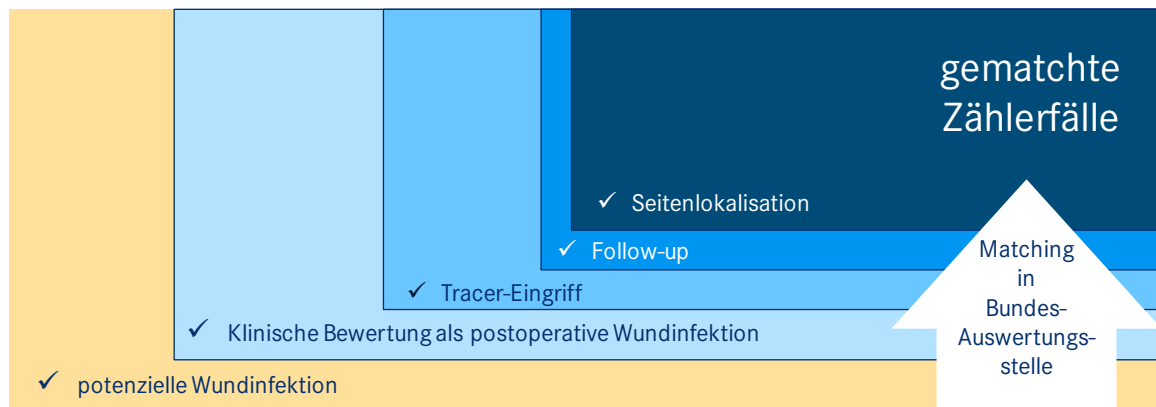 gematchte
Zählerfälle
✓ Seitenlokalisation
✓ Follow-up
✓ Tracer-Eingriff
✓ Klinische Bewertung als postoperative Wundinfektion
✓ potenzielle Wundinfektion
Matching
in
Bundes-
Auswertungs-
stelle